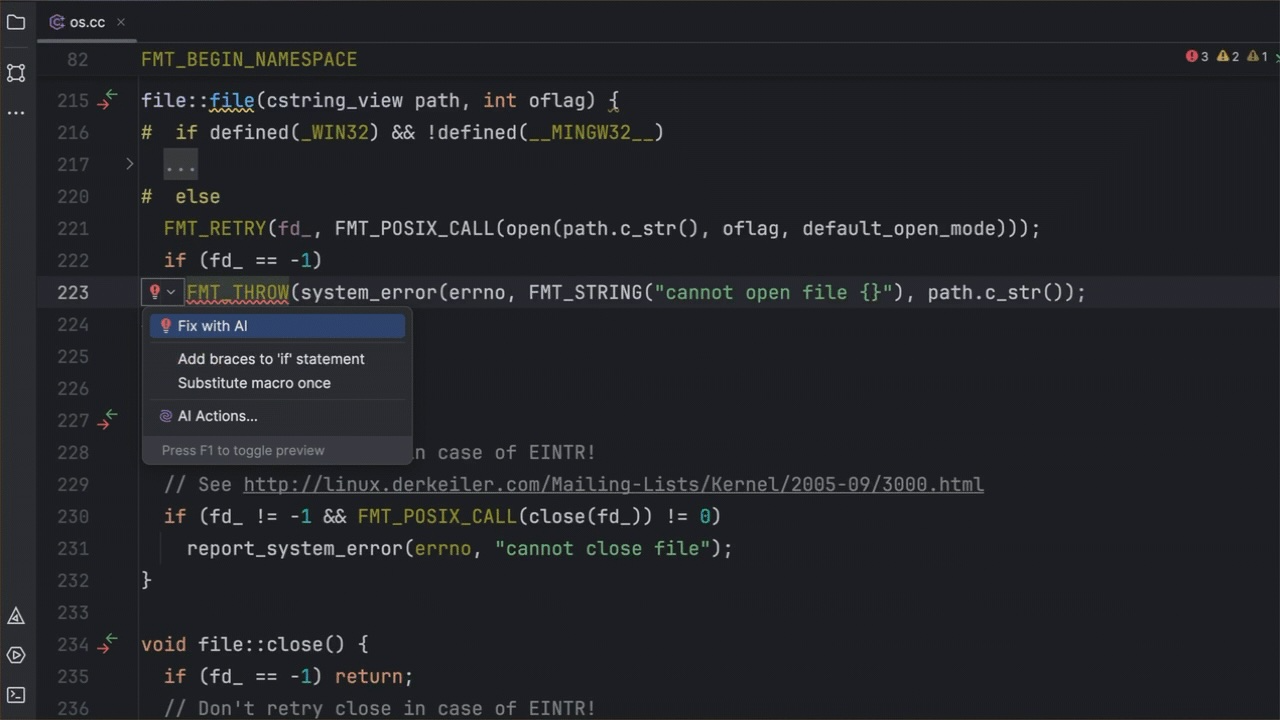 os.cc
82 FMT_BEGIN_NAMESPACE 3 2 1
215 file::file(cstring_view path, int oflag) {
216 # if defined(_WIN32) && !defined(__MINGW32__)
217 ...
220 # else
221 FMT_RETRY(fd_, FMT_POSIX_CALL(open(path.c_str(), oflag, default_open_mode)));
222 if (fd_ == -1)
223 FMT_THROW(system_error(errno, FMT_STRING("cannot open file {}"), path.c_str());
224 Fix with AI
225 Add braces to 'if' statement
226 Substitute macro once
227 AI Actions...
Press F1 to toggle preview
228 n case of EINTR!
229 // See http://linux.derkeiler.com/Mailing-Lists/Kernel/2005-09/3000.html
230 if (fd_ != -1 && FMT_POSIX_CALL(close(fd_)) != 0)
231 report_system_error(errno, "cannot close file");
232 }
233
234 void file::close() {
235 if (fd_ == -1) return;
236 // Don't retry close in case of EINTR!